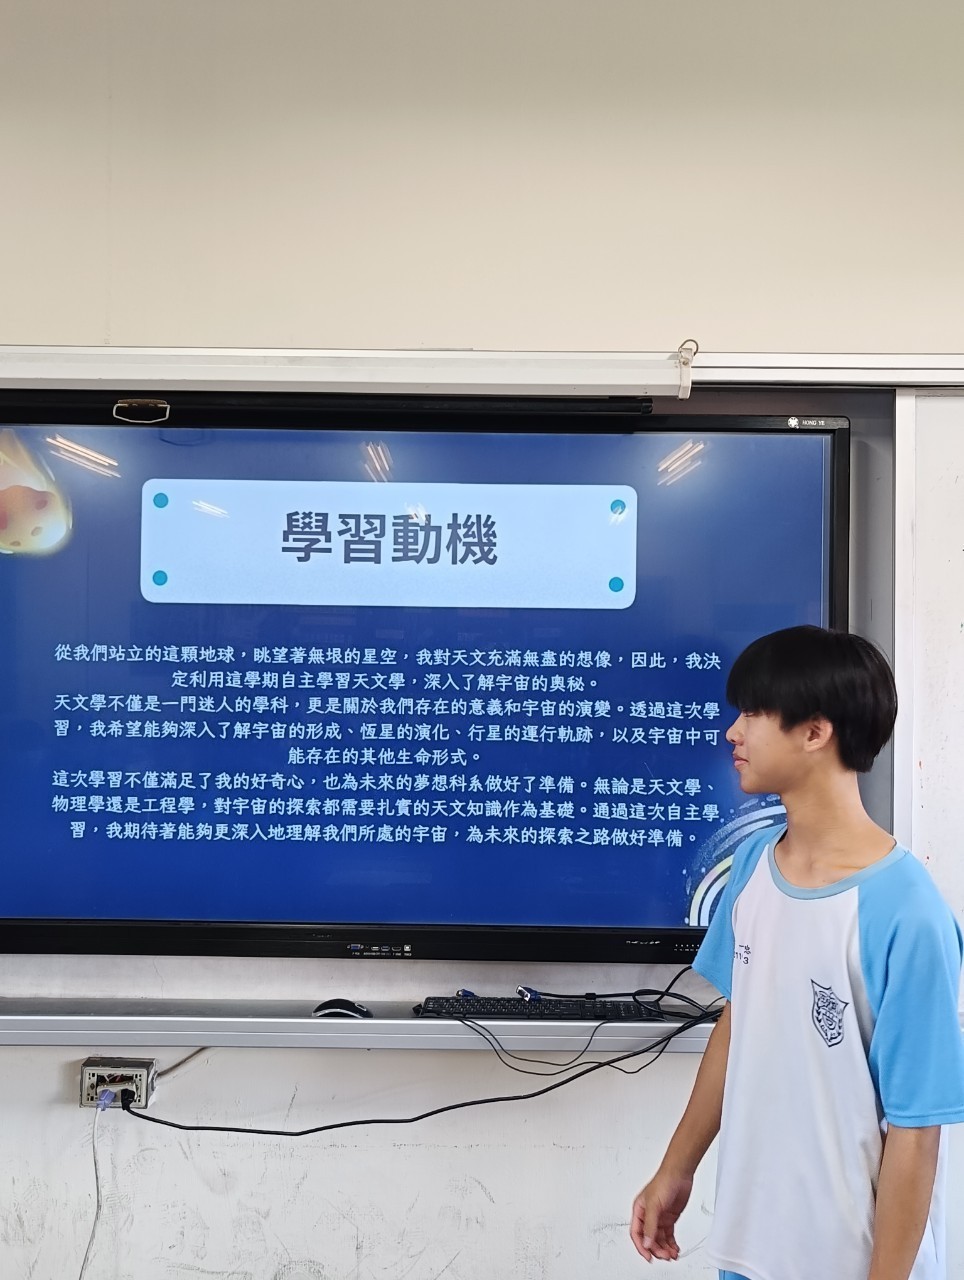 HONG YE
學習動機
從我們站立的這顆地球，眺望著無垠的星空，我對天文充滿無盡的想像，因此，我決
定利用這學期自主學習天文學，深入了解宇宙的奧秘。
天文學不僅是一門迷人的學科，更是關於我們存在的意義和宇宙的演變。透過這次學
習，我希望能夠深入了解宇宙的形成、恆星的演化、行星的運行軌跡，以及宇宙中可
能存在的其他生命形式。
這次學習不僅滿足了我的好奇心，也為未來的夢想科系做好了準備。無論是天文學、
物理學還是工程學，對宇宙的探索都需要扎實的天文知識作為基礎。通過這次自主學
習，我期待著能夠更深入地理解我們所處的宇宙，為未來的探索之路做好準備。